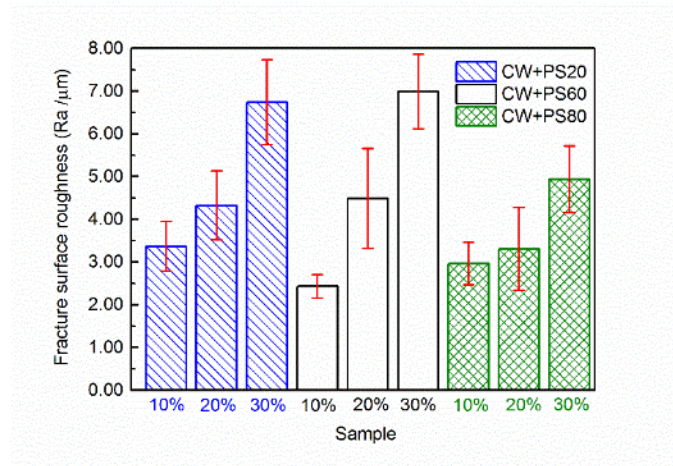 8.00
7.00
6.00
5.00
4.00
3.00
2.00
1.00
0.00
Fracture surface roughness (Ra /μm)
CW+PS20
CW+PS60
CW+PS80
10% 20% 30% 10% 20% 30% 10% 20% 30%
Sample